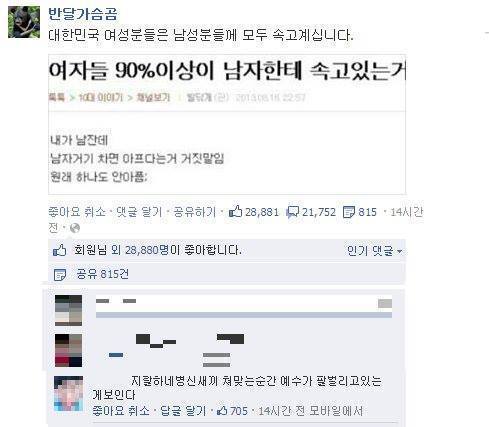 반달가슴곰
대한민국 여성분들은 남성분들께 모두 속고계십니다.
여자들 90%이상이 남자한테 속고있는거
톡톡 > 10대 이야기 > 채널보기 (판) 2013.08.16 22:57
내가 남잔데
남자거기 차면 아프다는거 거짓말임
원래 하나도 안아픔;
좋아요 취소 · 댓글 달기 · 공유하기 · 28,881 21,752 815 · 14시간
전 ·
회원님 외 28,880명이 좋아합니다. 인기 댓글
공유 815건
지랄하네병신새끼 쳐맞는순간 예수가 팔벌리고있는
게보인다
좋아요 취소 · 답글 달기 · 705 · 14시간 전 모바일에서